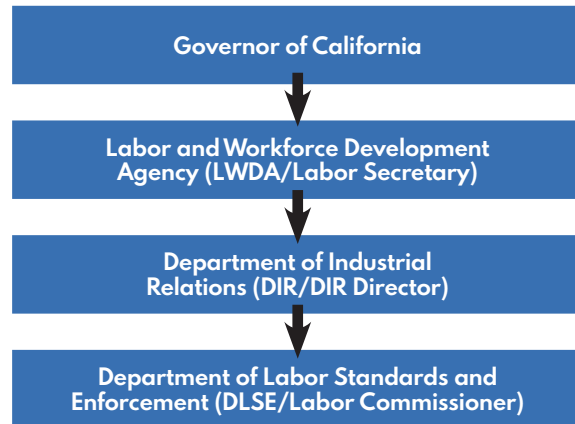 Governor of California
Labor and Workforce Development
Agency (LWDA/Labor Secretary)
Department of Industrial
Relations (DIR/DIR Director)
Department of Labor Standards and
Enforcement (DLSE/Labor Commissioner)